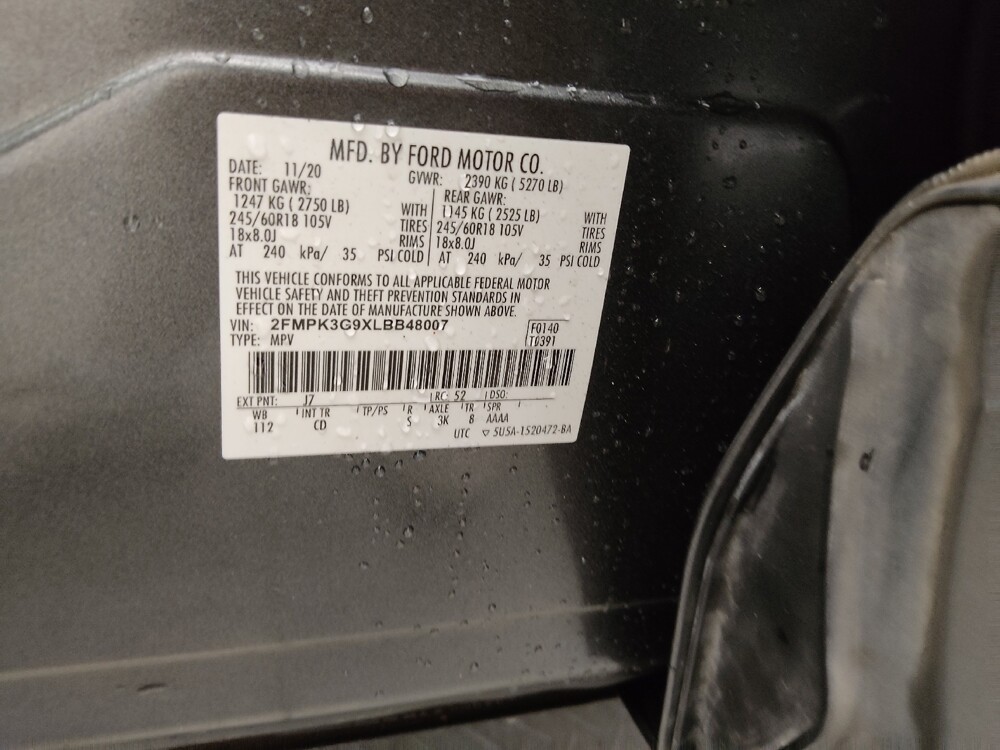 MFD. BY FORD MOTOR CO.
DATE: 11/20 GVWR: 2390 KG ( 5270 LB)
FRONT GAWR: REAR GAWR:
1247 KG ( 2750 LB) WITH 1145 KG ( 2525 LB) WITH
245/60R18 105V TIRES 245/60R18 105V TIRES
18x8.0J RIMS 18x8.0J RIMS
AT 240 kPa/ 35 PSI COLD AT 240 kPa/ 35 PSI COLD
THIS VEHICLE CONFORMS TO ALL APPLICABLE FEDERAL MOTOR
VEHICLE SAFETY AND THEFT PREVENTION STANDARDS IN
EFFECT ON THE DATE OF MANUFACTURE SHOWN ABOVE.
VIN: 2FMPK3G9XLBB48007 F0140
TYPE: MPV T0391
EXT PNT: J7 RC: 52 DSO:
WB INT TR TP/PS R AXLE TR SPR
112 CD S 3K 8 AAAA
UTC ▽ 5U5A-1520472-BA